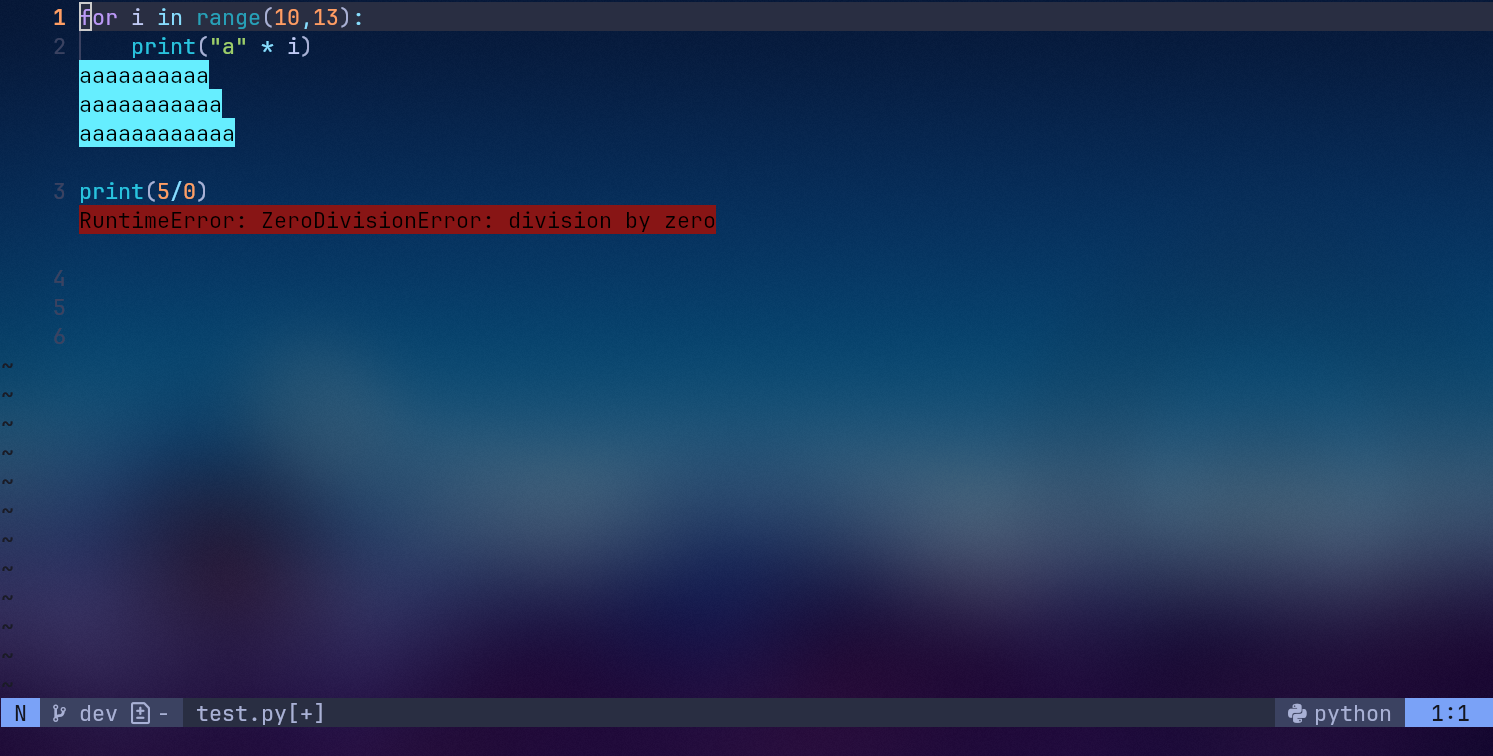 1 for i in range(10,13):
2     print("a" * i)
aaaaaaaaaa
aaaaaaaaaaa
aaaaaaaaaaaa
3 print(5/0)
RuntimeError: ZeroDivisionError: division by zero
4
5
6
~
~
~
~
~
~
~
~
~
~
~
~
N dev - test.py[+] python 1:1